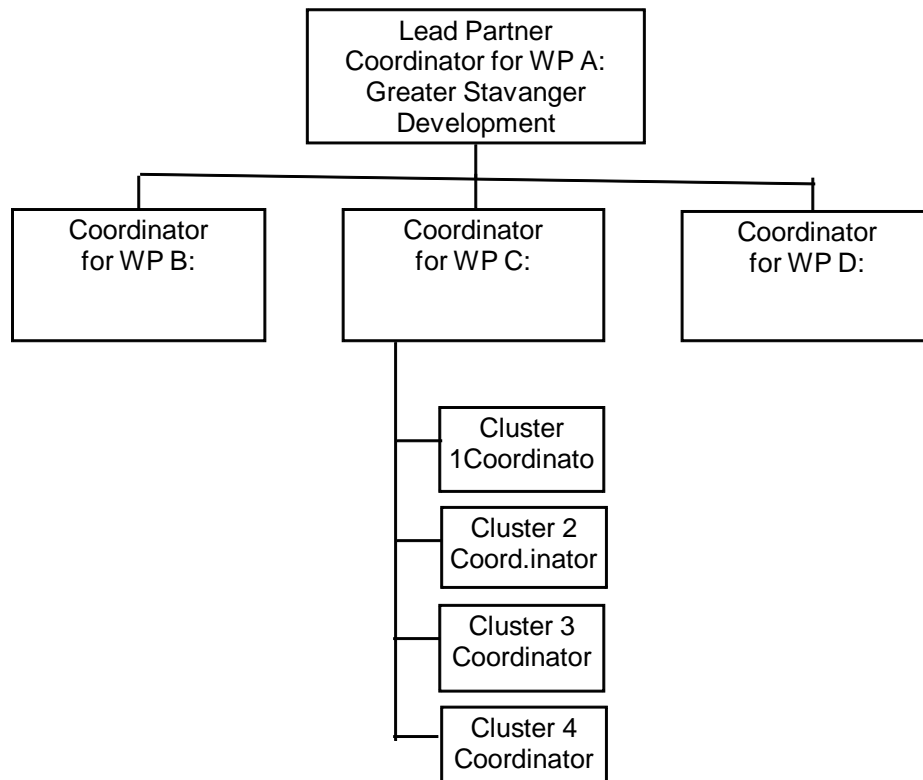 Lead Partner
Coordinator for WP A:
Greater Stavanger
Development
Coordinator
for WP B:
Coordinator
for WP C:
Coordinator
for WP D:
Cluster
1Coordinato
Cluster 2
Coord.inator
Cluster 3
Coordinator
Cluster 4
Coordinator